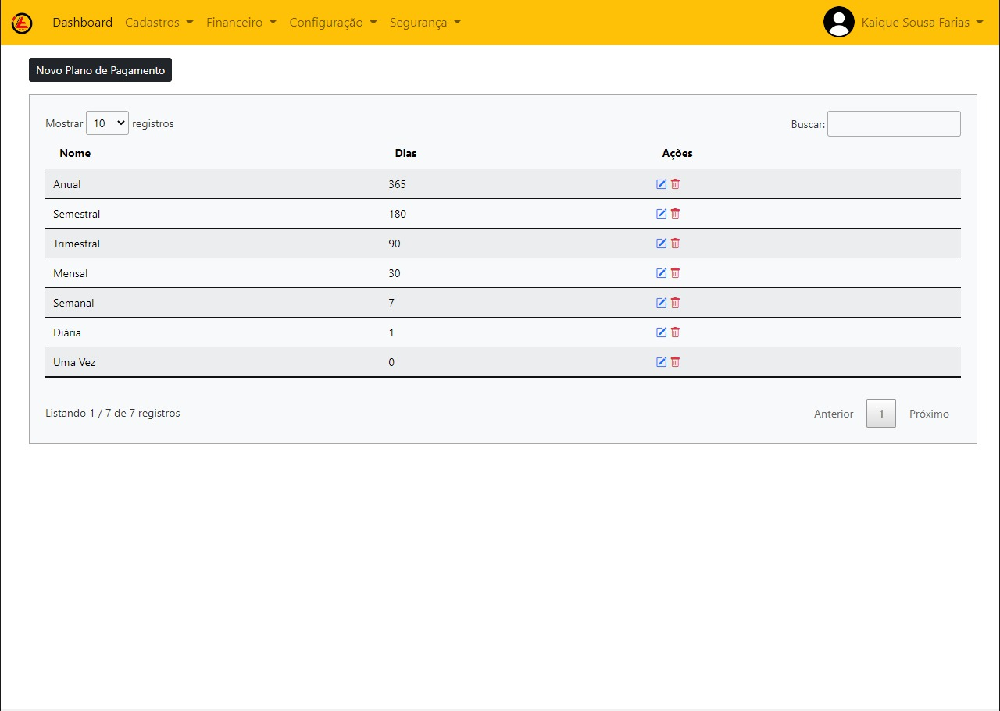 Dashboard Cadastros Financeiro Configuração Segurança Kaique Sousa Farias
Novo Plano de Pagamento
Mostrar 10 registros Buscar:
Nome Dias Ações
Anual 365
Semestral 180
Trimestral 90
Mensal 30
Semanal 7
Diária 1
Uma Vez 0
Listando 1 / 7 de 7 registros Anterior 1 Próximo